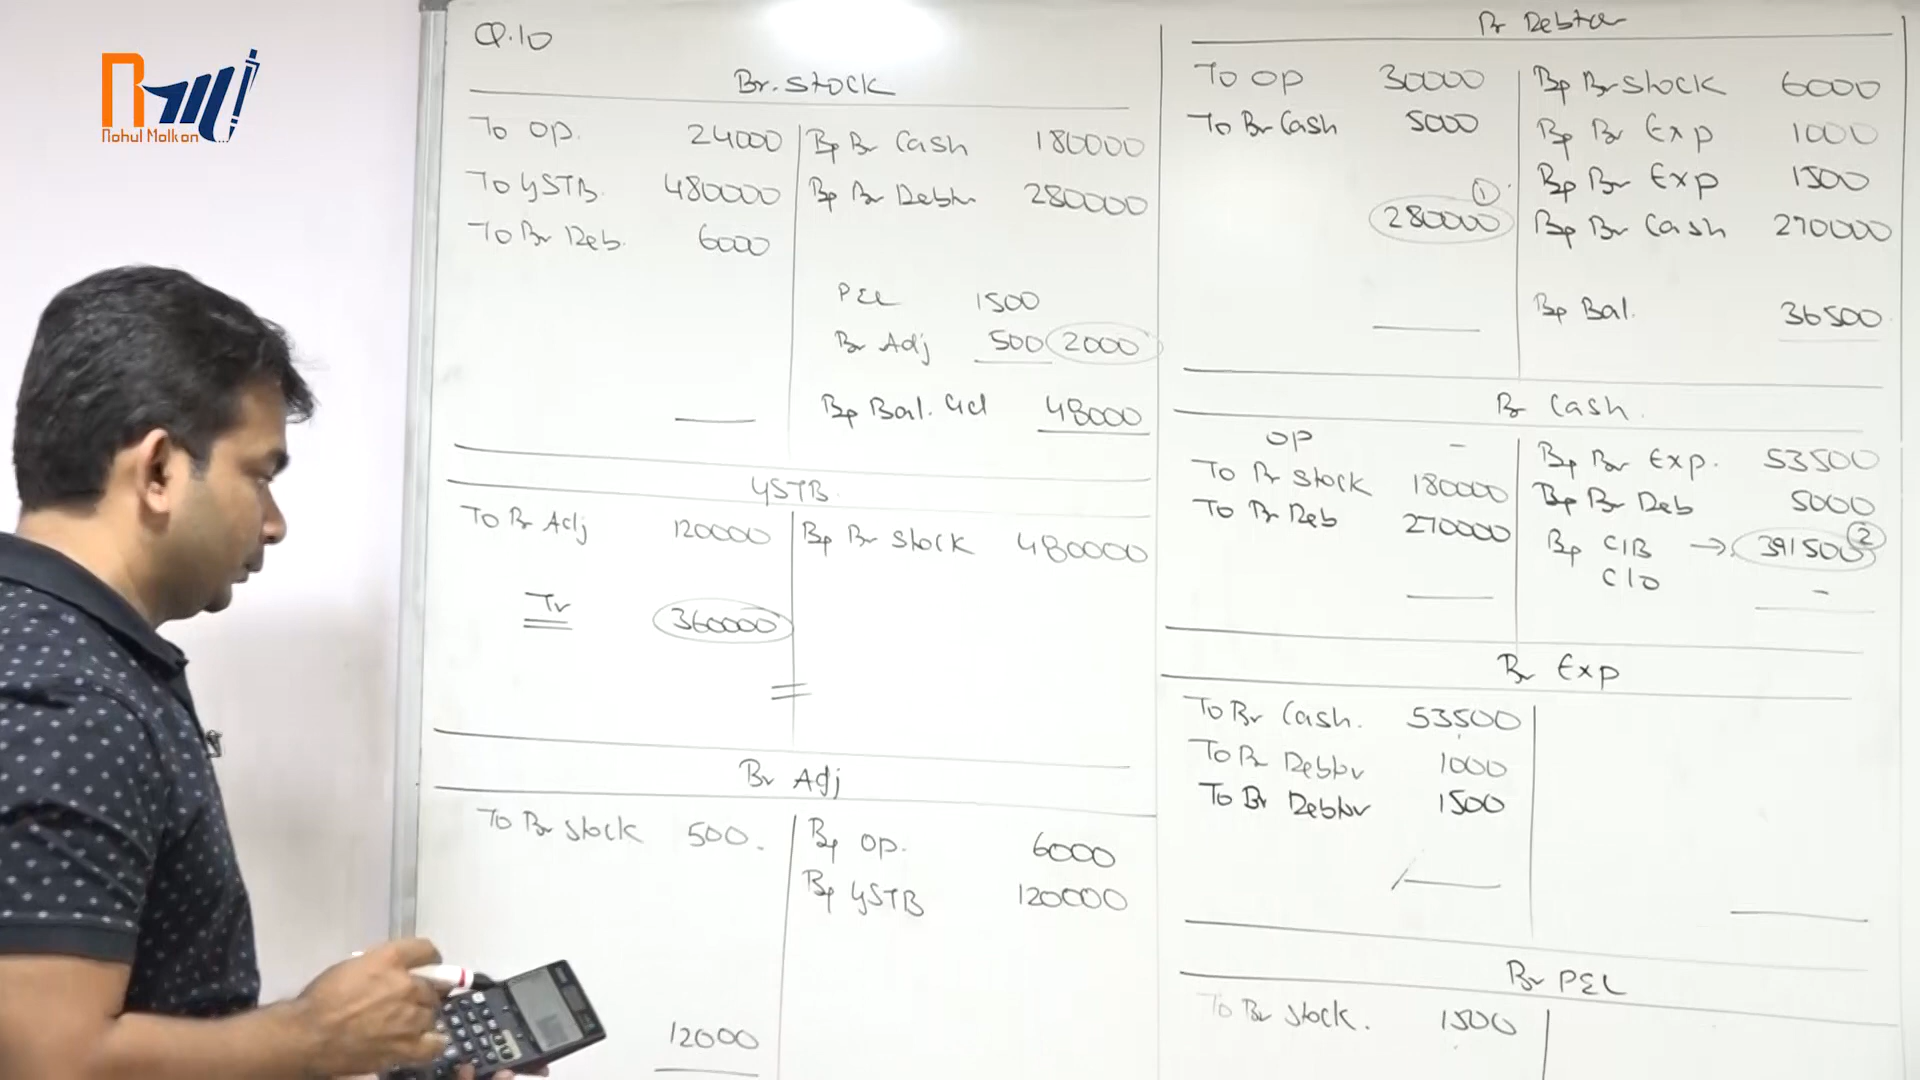 Rahul Malkan
Q.10
Br. Stock
To Op. 24000 By Br Cash 180000
To GSTB. 480000 By Br Debtr 280000
To Br Deb. 6000
P&L 1500
Br Adj 500 2000
By Bal. c/d 48000
GSTB.
To Br Adj 120000 By Br Stock 480000
Tr 360000
Br Adj
To Br Stock 500. By Op. 6000
By GSTB 120000
12000
Br Debtor
To Op 30000 By Br Stock 6000
To Br Cash 5000 By Br Exp 1000
By Br Exp 1500
① 280000 By Br Cash 270000
By Bal. 36500
Br Cash.
Op - By Br Exp. 53500
To Br Stock 180000 By Br Deb 5000
To Br Deb 270000 By C/B → 391500 ②
C/D -
Br Exp
To Br Cash. 53500
To Br Debtor 1000
To Br Debtor 1500
Br P&L
To Br Stock. 1500